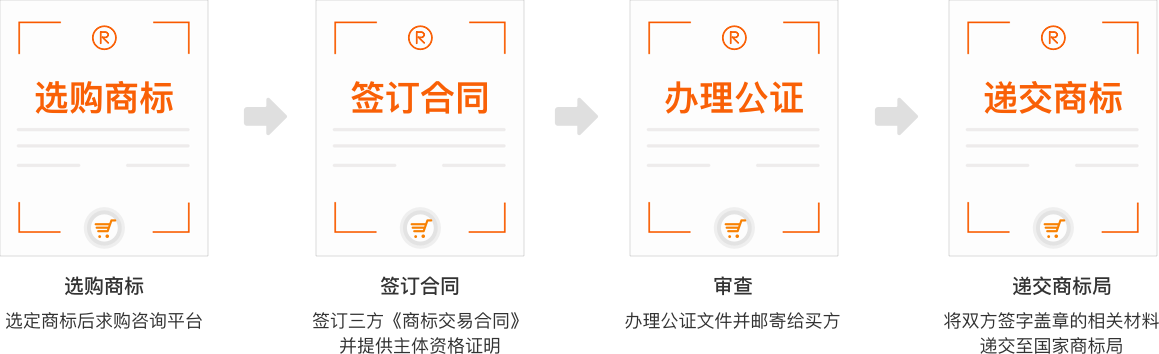 ®
选购商标
选购商标
选定商标后求购咨询平台
®
签订合同
签订合同
签订三方《商标交易合同》
并提供主体资格证明
®
办理公证
审查
办理公证文件并邮寄给买方
®
递交商标
递交商标局
将双方签字盖章的相关材料
递交至国家商标局